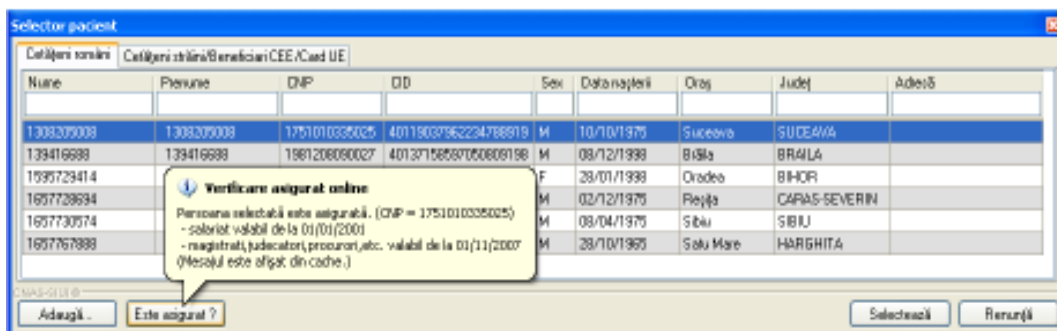 Selector pacient
Cetățeni români Cetățeni străini/Beneficiari CEE/Card UE
Nume Prenume CNP CID Sex Data nașterii Oraș Județ Adresă
1308205008 1308205008 1751010335025 40119037962234788919 M 10/10/1975 Suceava SUCEAVA
139416688 139416688 1981208090027 40137158597050809198 M 08/12/1998 Brăila BRAILA
1595729414 F 28/01/1998 Oradea BIHOR
1657728694 M 02/12/1975 Reșița CARAS-SEVERIN
1657730574 M 08/04/1975 Sibiu SIBIU
1657767888 M 28/10/1965 Satu Mare HARGHITA
Verificare asigurat online
Persoana selectată este asigurată. (CNP = 1751010335025)
- salariat valabil de la 01/01/2001
- magistrati,judecatori,procurori,etc. valabil de la 01/11/2007
(Mesajul este afișat din cache.)
CNAS-SIUI ©
Adaugă... Este asigurat ? Selectează Renunță